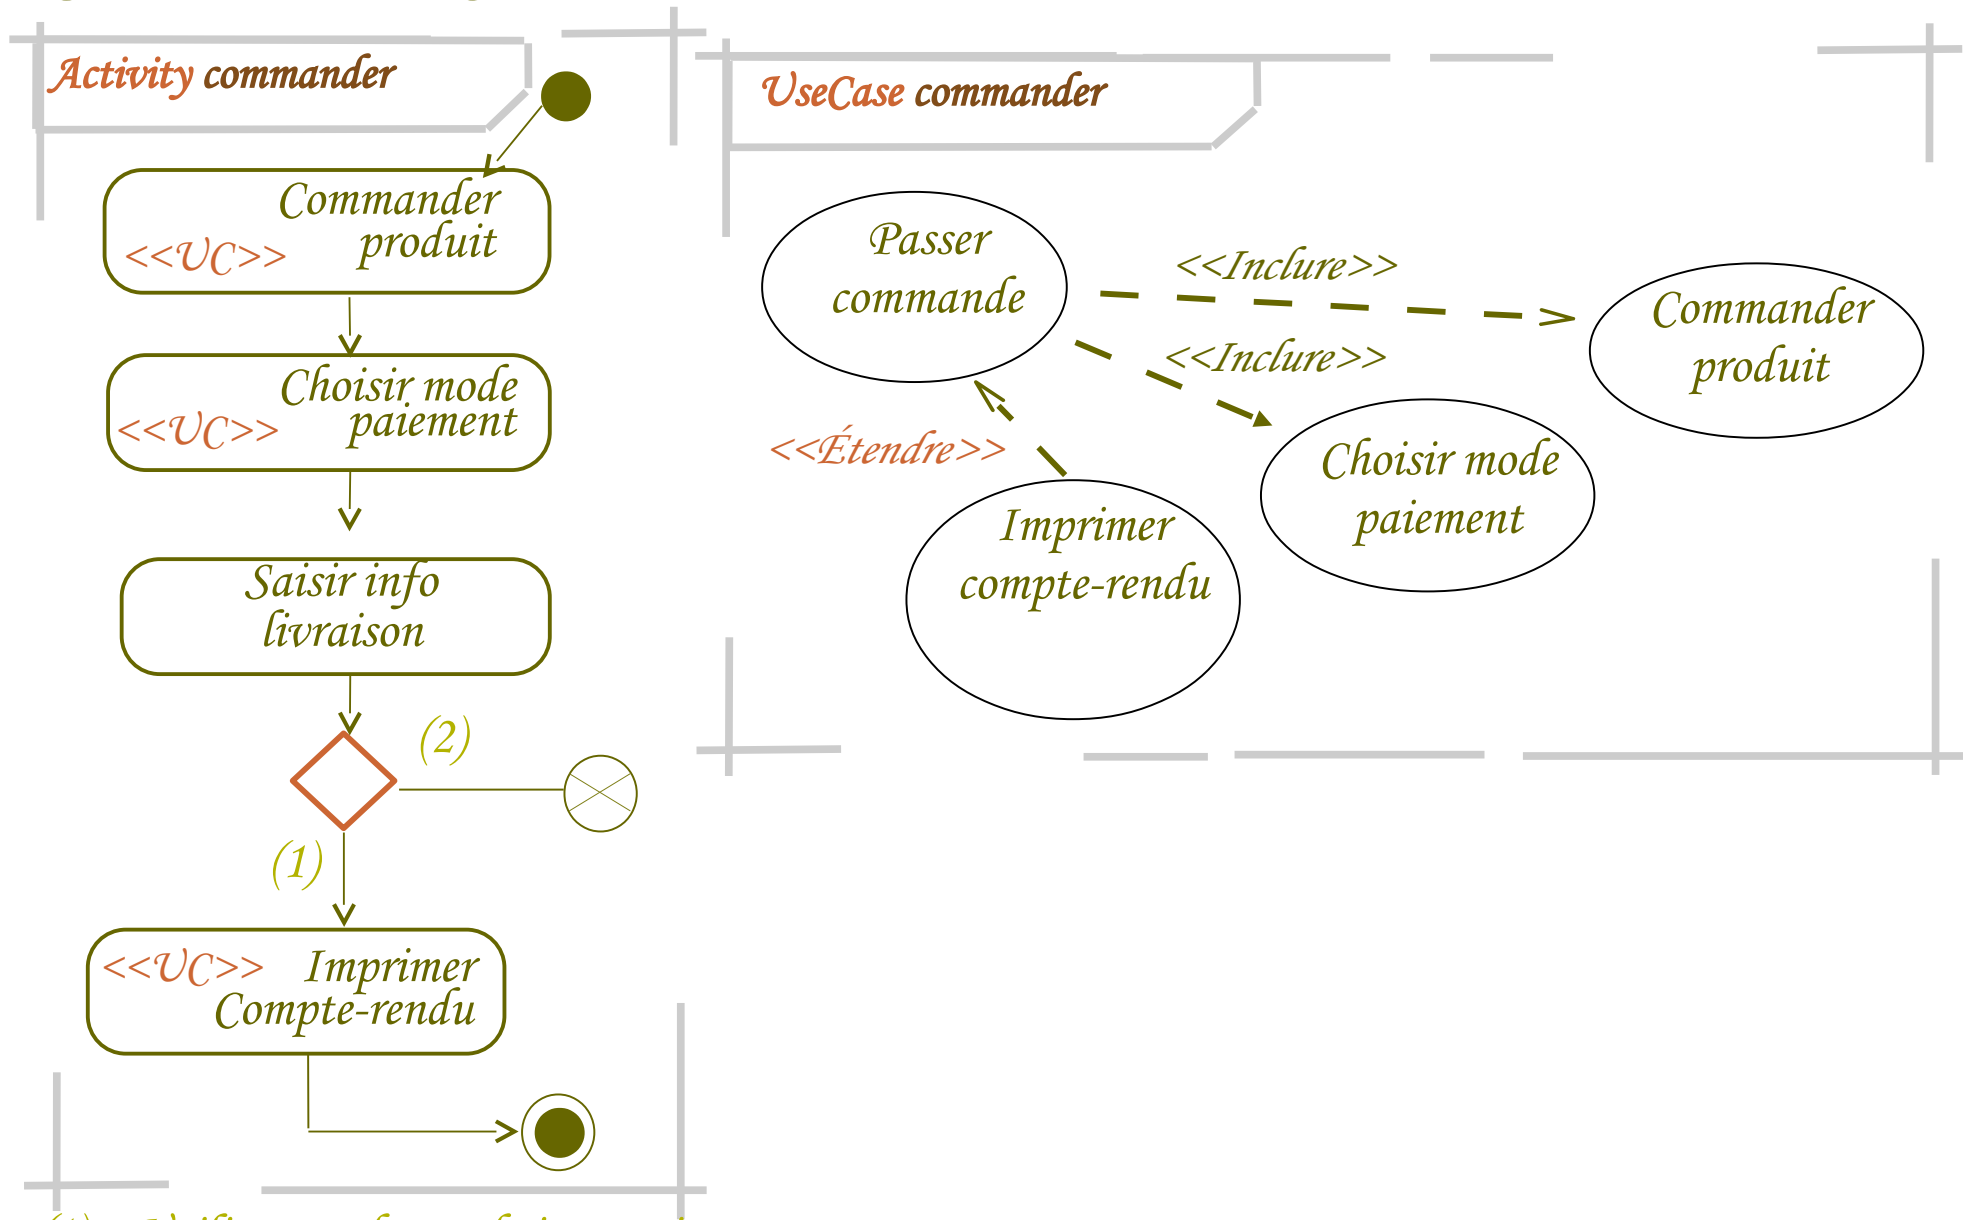 Activity commander
Commander
produit
<<UC>>
Choisir mode
paiement
<<UC>>
Saisir info
livraison
(2)
(1)
<<UC>> Imprimer
Compte-rendu
UseCase commander
Passer
commande
<<Inclure>>
Commander
produit
<<Inclure>>
<<Étendre>>
Choisir mode
paiement
Imprimer
compte-rendu